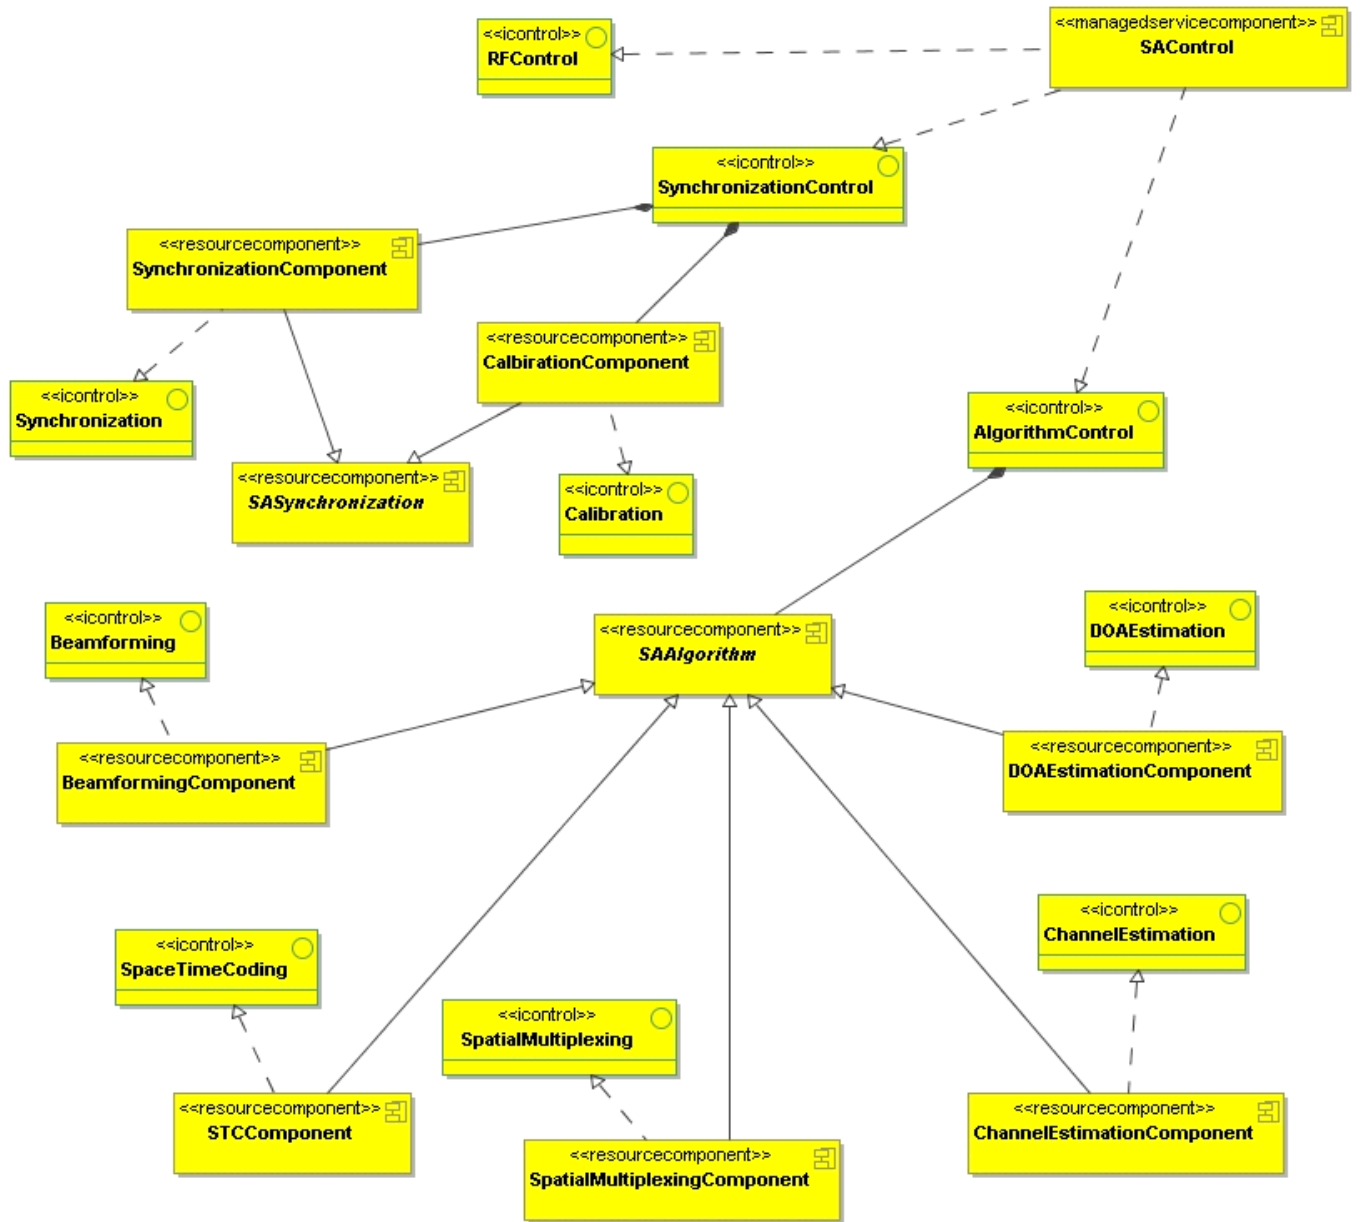 <<icontrol>>
RFControl
<<managedservicecomponent>>
SAControl
<<icontrol>>
SynchronizationControl
<<resourcecomponent>>
SynchronizationComponent
<<resourcecomponent>>
CalbirationComponent
<<icontrol>>
Synchronization
<<icontrol>>
AlgorithmControl
<<resourcecomponent>>
SASynchronization
<<icontrol>>
Calibration
<<icontrol>>
Beamforming
<<resourcecomponent>>
SAAlgorithm
<<icontrol>>
DOAEstimation
<<resourcecomponent>>
BeamformingComponent
<<resourcecomponent>>
DOAEstimationComponent
<<icontrol>>
ChannelEstimation
<<icontrol>>
SpaceTimeCoding
<<icontrol>>
SpatialMultiplexing
<<resourcecomponent>>
STCComponent
<<resourcecomponent>>
ChannelEstimationComponent
<<resourcecomponent>>
SpatialMultiplexingComponent